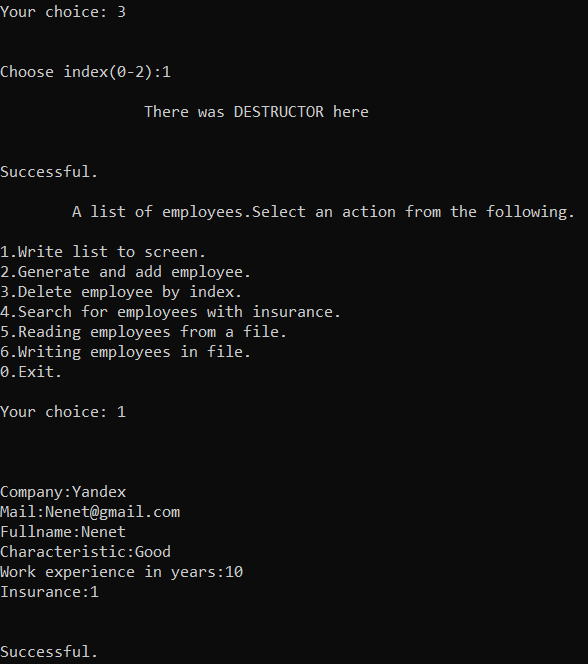 Your choice: 3
Choose index(0-2):1
There was DESTRUCTOR here
Successful.
A list of employees.Select an action from the following.
1.Write list to screen.
2.Generate and add employee.
3.Delete employee by index.
4.Search for employees with insurance.
5.Reading employees from a file.
6.Writing employees in file.
0.Exit.
Your choice: 1
Company:Yandex
Mail:Nenet@gmail.com
Fullname:Nenet
Characteristic:Good
Work experience in years:10
Insurance:1
Successful.